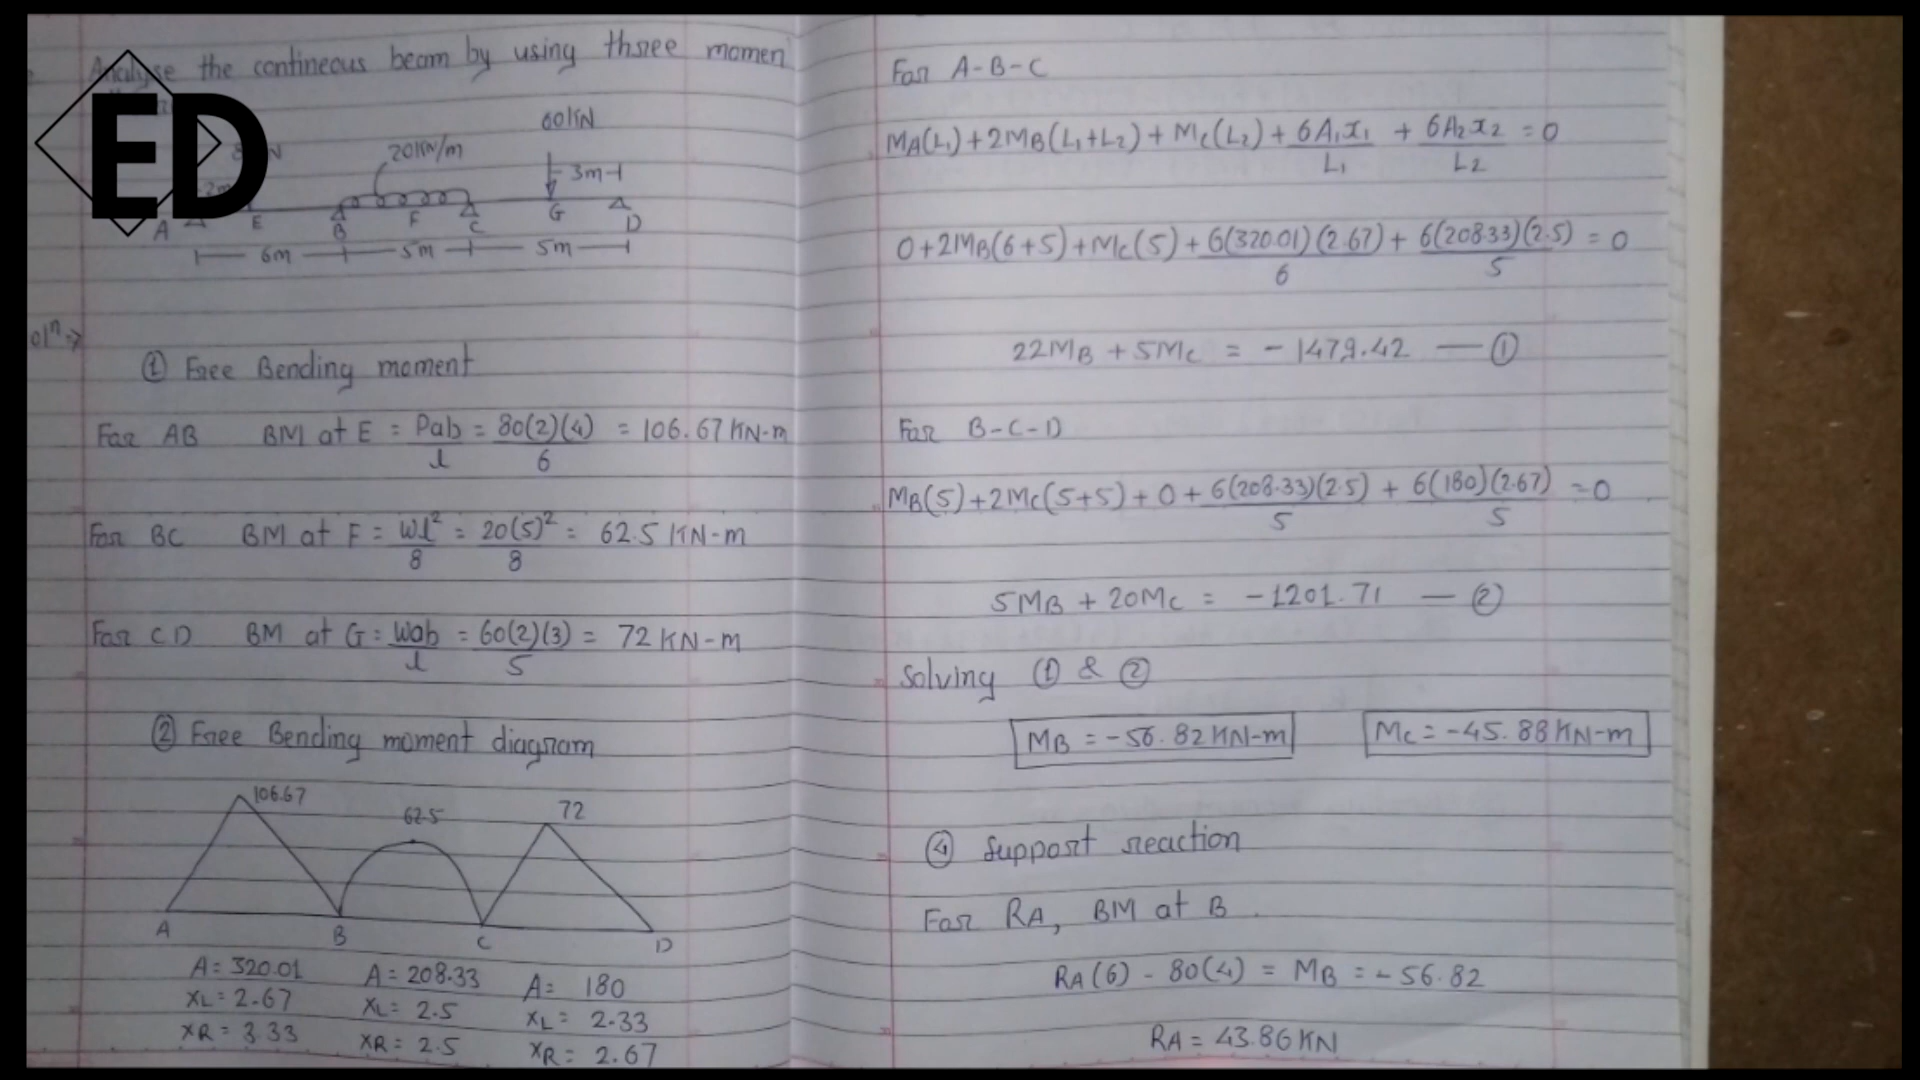 Analyse the contineous beam by using three momen
ED
60KN
20KN/m
3m
2m
A E B F C G D
6m 5m 5m
olⁿ ⇒
① Free Bending moment
For AB BM at E = Pab/l = 80(2)(4)/6 = 106.67 KN-m
For BC BM at F = Wl²/8 = 20(5)²/8 = 62.5 KN-m
For CD BM at G = Wab/l = 60(2)(3)/5 = 72 KN-m
② Free Bending moment diagram
106.67 62.5 72
A B C D
A = 320.01 A = 208.33 A = 180
XL = 2.67 XL = 2.5 XL = 2.33
XR = 3.33 XR = 2.5 XR = 2.67
For A-B-C
MA(L1) + 2MB(L1+L2) + MC(L2) + 6A1x1/L1 + 6A2x2/L2 = 0
0 + 2MB(6+5) + MC(5) + 6(320.01)(2.67)/6 + 6(208.33)(2.5)/5 = 0
22MB + 5MC = -1479.42 — ①
For B-C-D
MB(5) + 2MC(5+5) + 0 + 6(208.33)(2.5)/5 + 6(180)(2.67)/5 = 0
5MB + 20MC = -1201.71 — ②
Solving ① & ②
MB = -56.82 KN-m MC = -45.88 KN-m
④ Support reaction
For RA, BM at B
RA(6) - 80(4) = MB = -56.82
RA = 43.86 KN